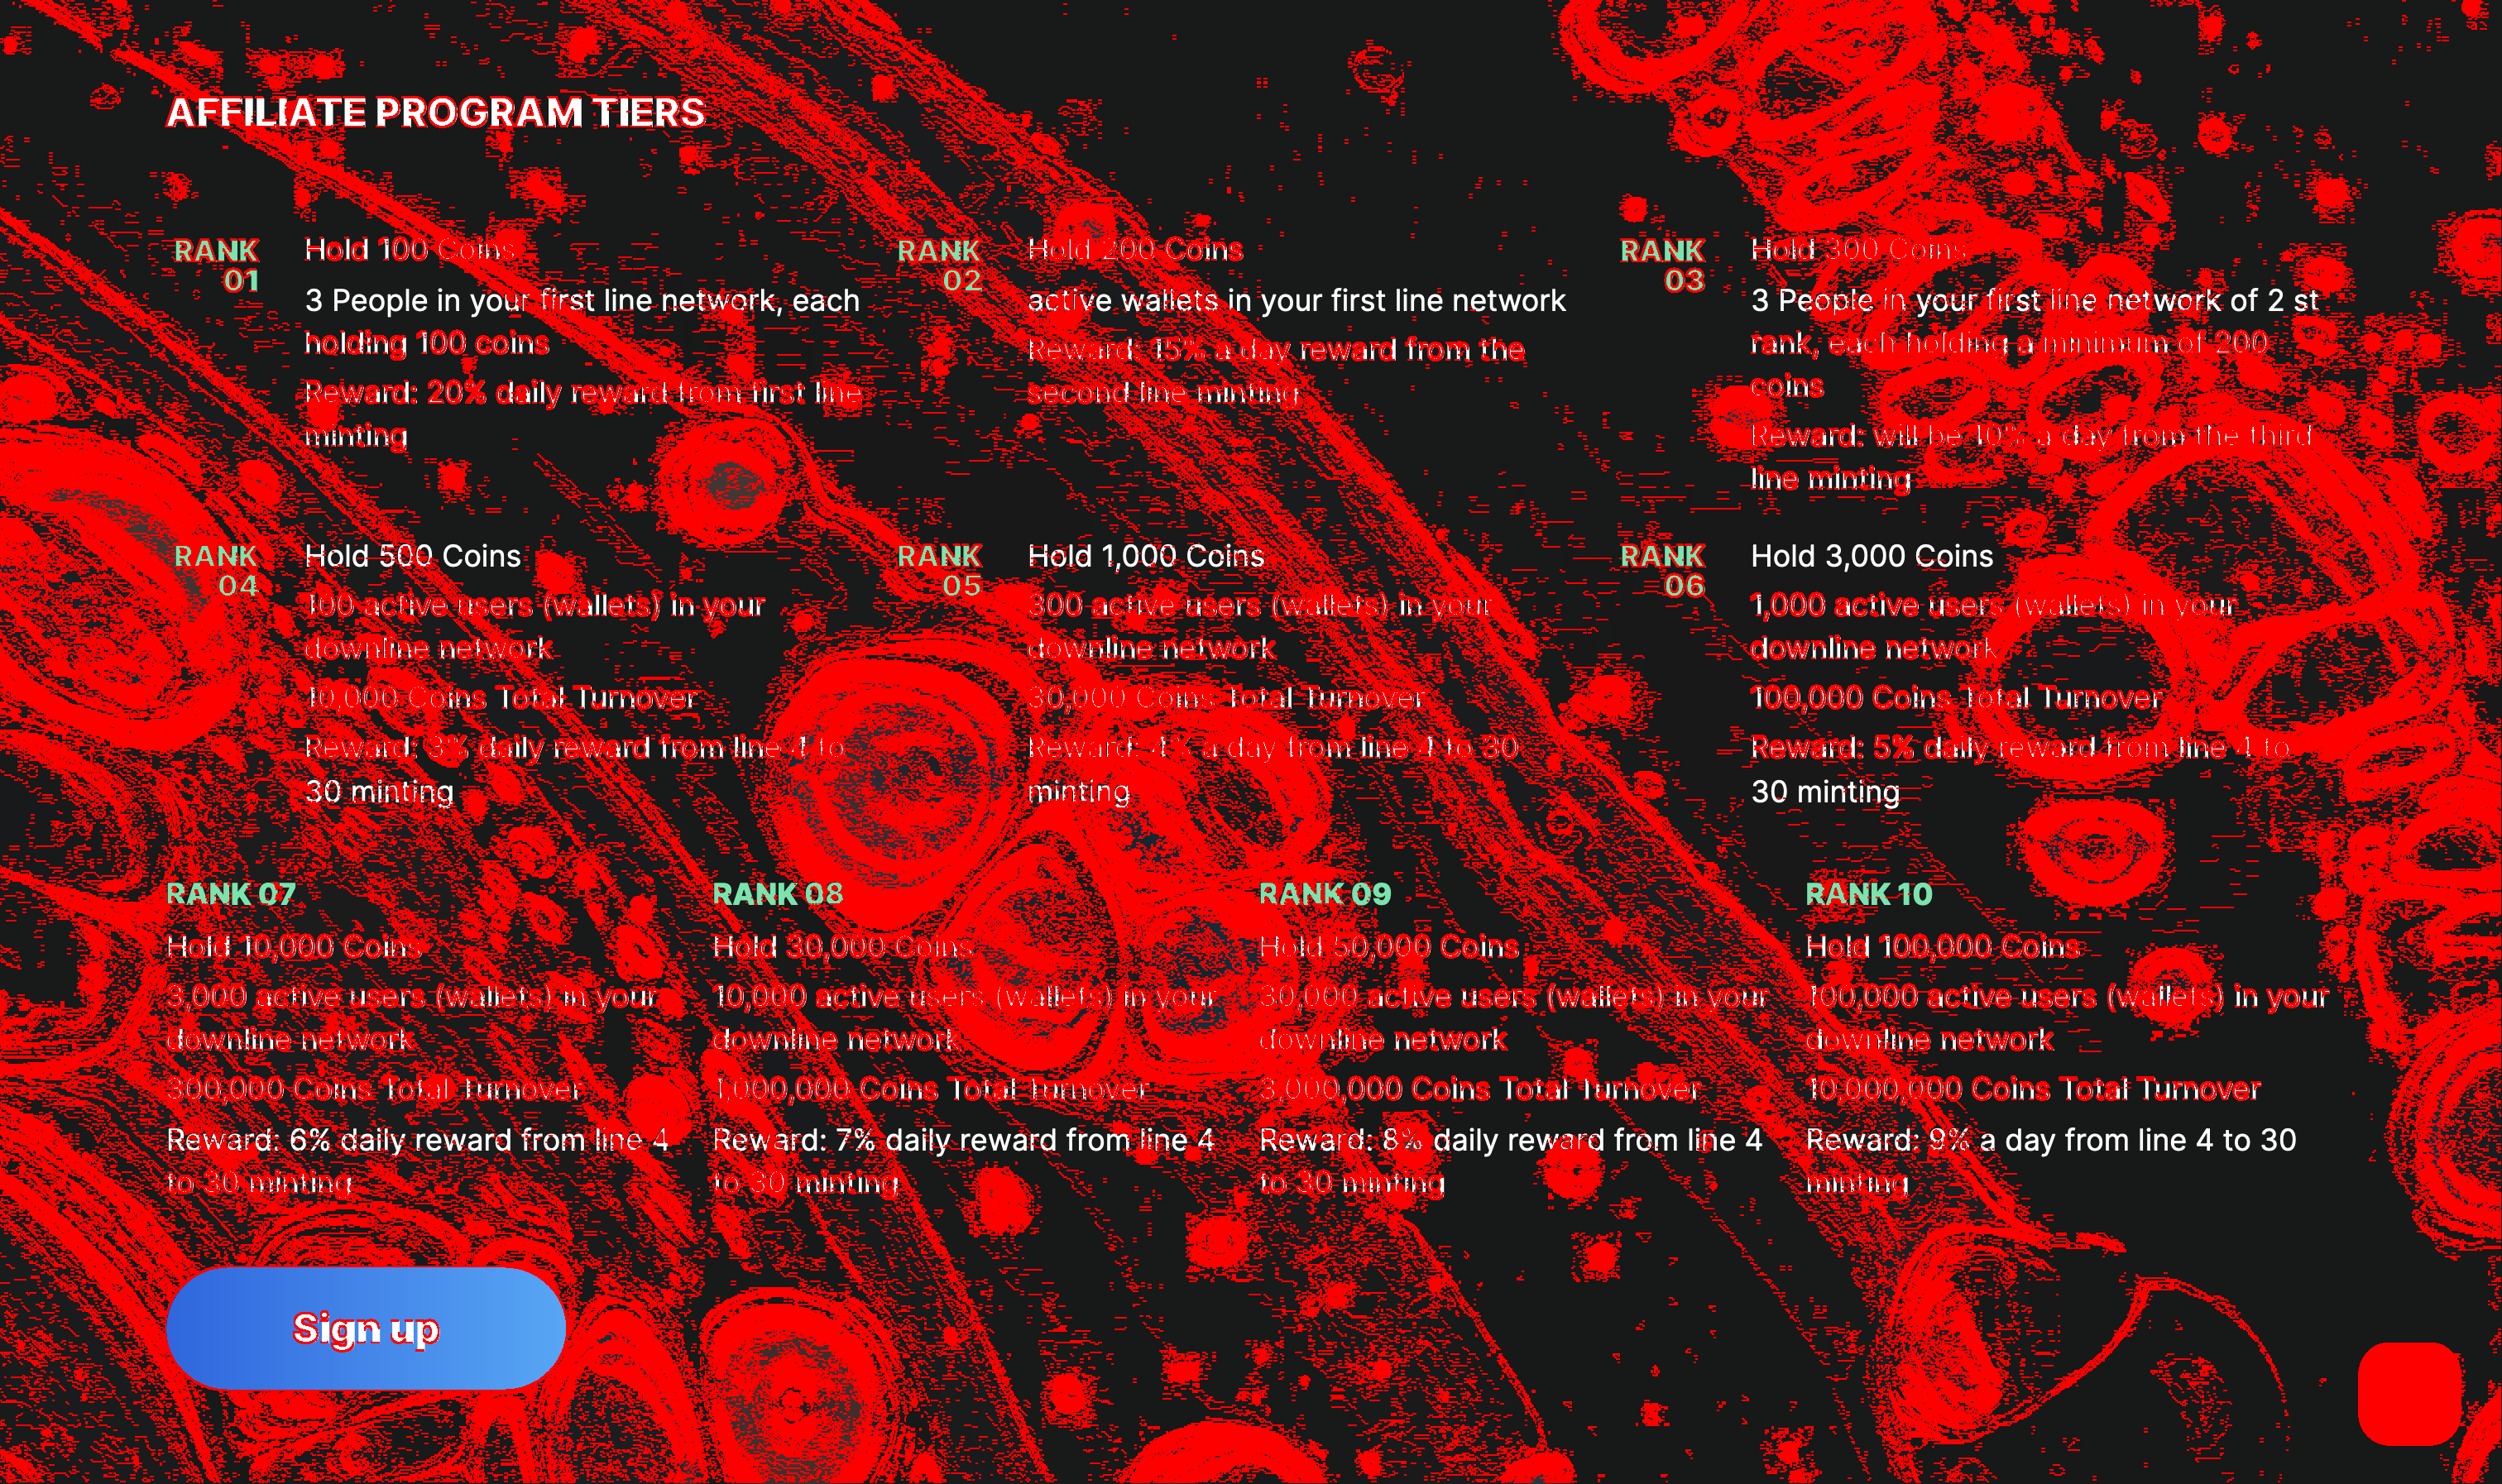 AFFILIATE PROGRAM TIERS
RANK
01
Hold 100 Coins
3 People in your first line network, each
holding 100 coins
Reward: 20% daily reward from first line
minting
RANK
02
Hold 200 Coins
active wallets in your first line network
Reward: 15% a day reward from the
second line minting
RANK
03
Hold 300 Coins
3 People in your first line network of 2 st
rank, each holding a minimum of 200
coins
Reward: will be 10% a day from the third
line minting
RANK
04
Hold 500 Coins
100 active users (wallets) in your
downline network
10,000 Coins Total Turnover
Reward: 3% daily reward from line 4 to
30 minting
RANK
05
Hold 1,000 Coins
300 active users (wallets) in your
downline network
30,000 Coins Total Turnover
Reward: 4% a day from line 4 to 30
minting
RANK
06
Hold 3,000 Coins
1,000 active users (wallets) in your
downline network
100,000 Coins Total Turnover
Reward: 5% daily reward from line 4 to
30 minting
RANK 07
Hold 10,000 Coins
3,000 active users (wallets) in your
downline network
300,000 Coins Total Turnover
Reward: 6% daily reward from line 4
to 30 minting
RANK 08
Hold 30,000 Coins
10,000 active users (wallets) in your
downline network
1,000,000 Coins Total Turnover
Reward: 7% daily reward from line 4
to 30 minting
RANK 09
Hold 50,000 Coins
30,000 active users (wallets) in your
downline network
3,000,000 Coins Total Turnover
Reward: 8% daily reward from line 4
to 30 minting
RANK 10
Hold 100,000 Coins
100,000 active users (wallets) in your
downline network
10,000,000 Coins Total Turnover
Reward: 9% a day from line 4 to 30
minting
Sign up